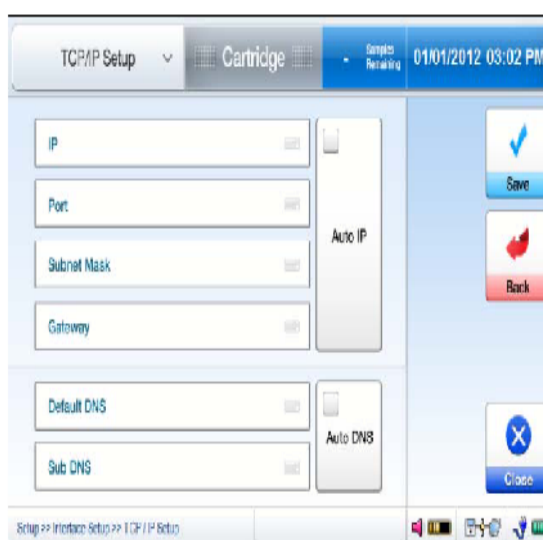 TCP/IP Setup
Cartridge
- Samples Remaining
01/01/2012 03:02 PM
IP
Port
Subnet Mask
Gateway
Auto IP
Default DNS
Sub DNS
Auto DNS
Save
Back
Close
Setup >> Interface Setup >> TCP / IP Setup